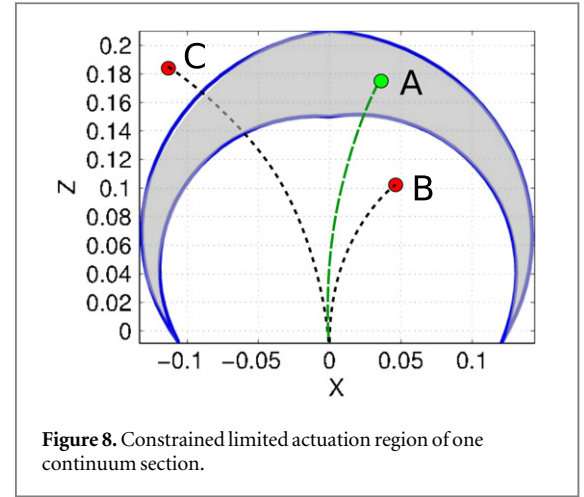 0.2
0.18
0.16
0.14
0.12
0.1
0.08
0.06
0.04
0.02
0
Z
C
A
B
−0.1 −0.05 0 0.05 0.1
X
Figure 8. Constrained limited actuation region of one
continuum section.